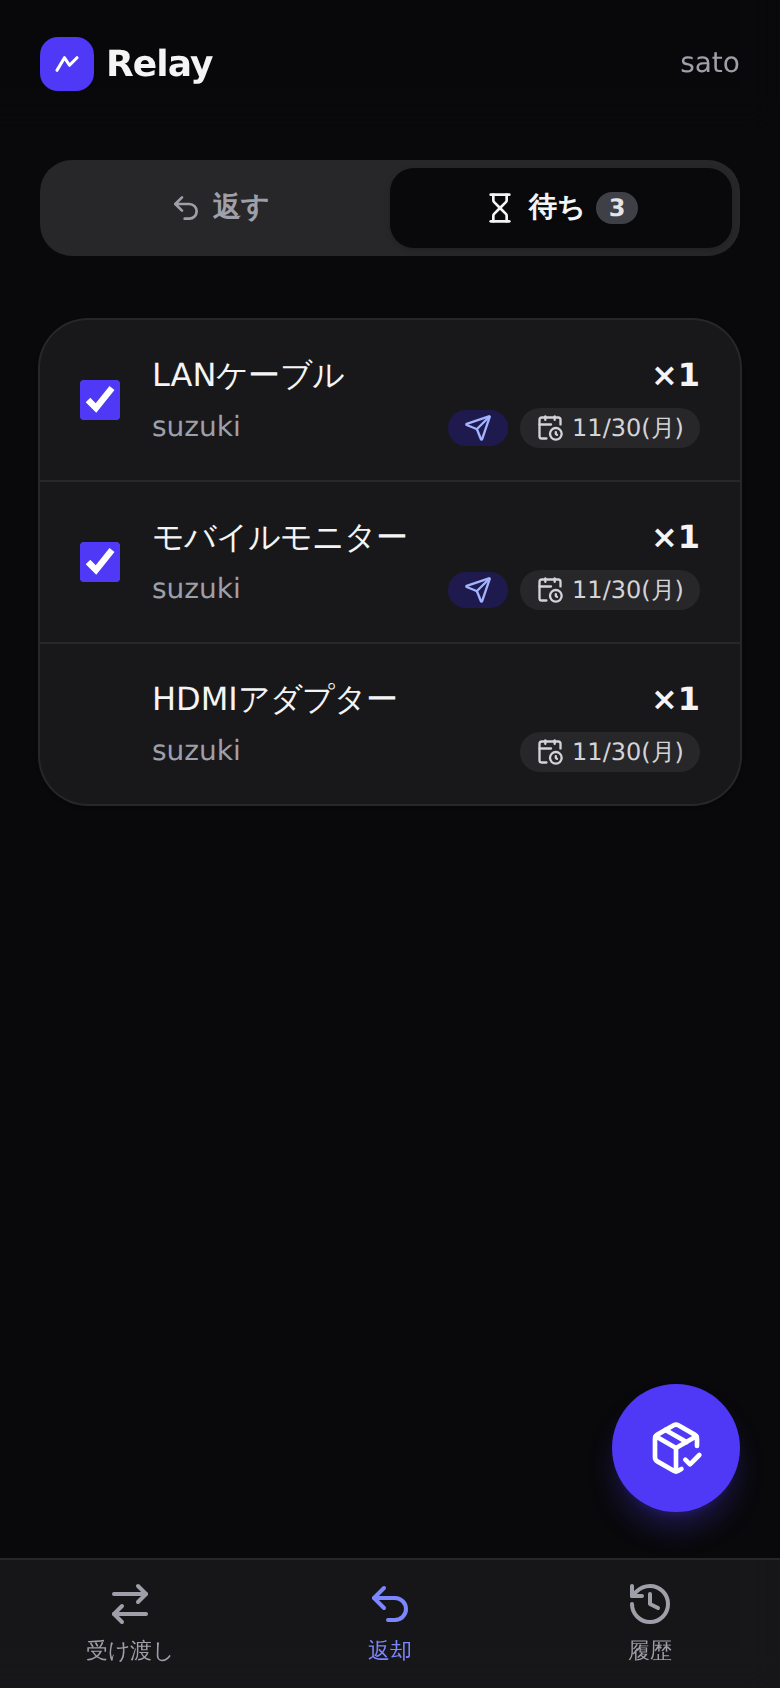 Relay
sato
返す
待ち 3
LANケーブル ×1
suzuki 11/30(月)
モバイルモニター ×1
suzuki 11/30(月)
HDMIアダプター ×1
suzuki 11/30(月)
受け渡し
返却
履歴